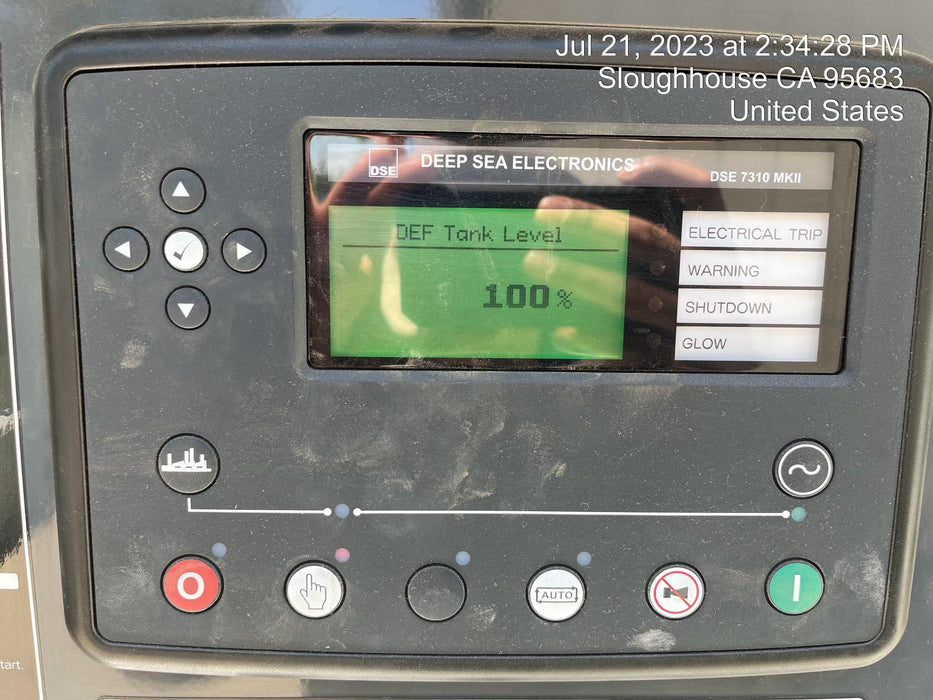 Jul 21, 2023 at 2:34:28 PM
Sloughhouse CA 95683
United States
DSE
DEEP SEA ELECTRONICS
DSE 7310 MKII
DEF Tank Level
100%
ELECTRICAL TRIP
WARNING
SHUTDOWN
GLOW
O
AUTO
I
tart.